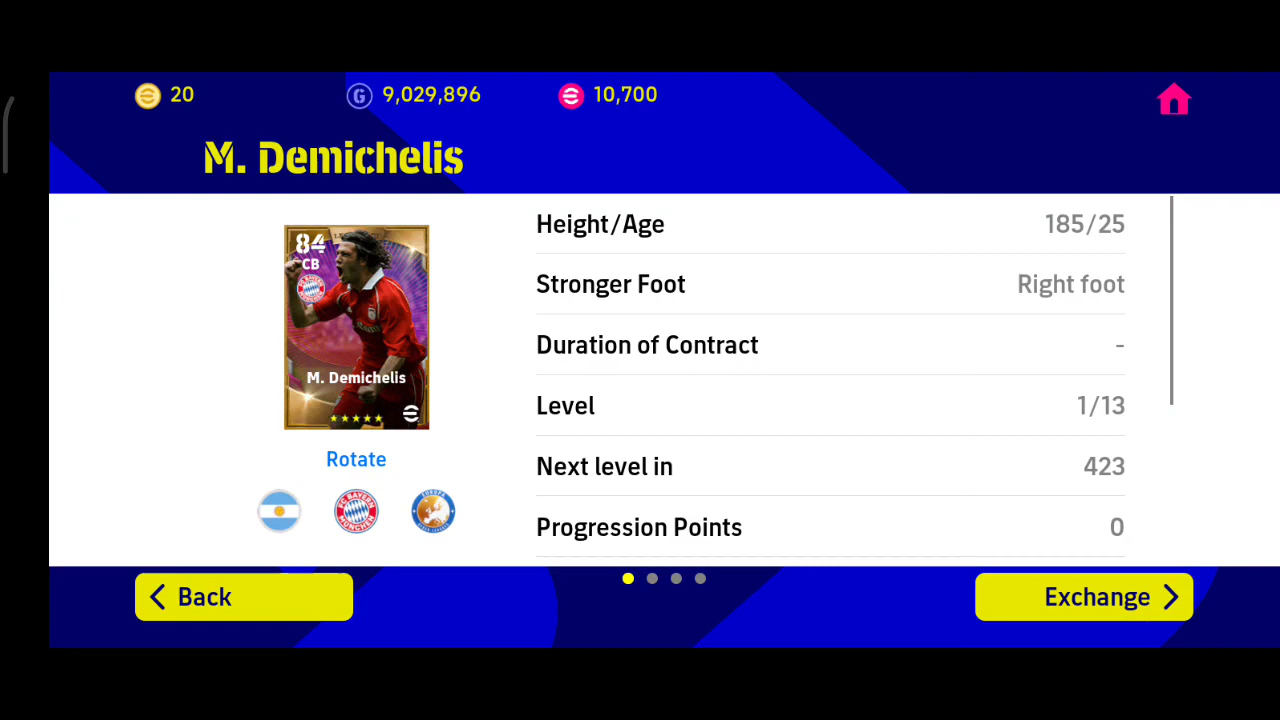 20 9,029,896 10,700
M. Demichelis
84
CB
M. Demichelis
Rotate
Height/Age 185/25
Stronger Foot Right foot
Duration of Contract -
Level 1/13
Next level in 423
Progression Points 0
Back Exchange